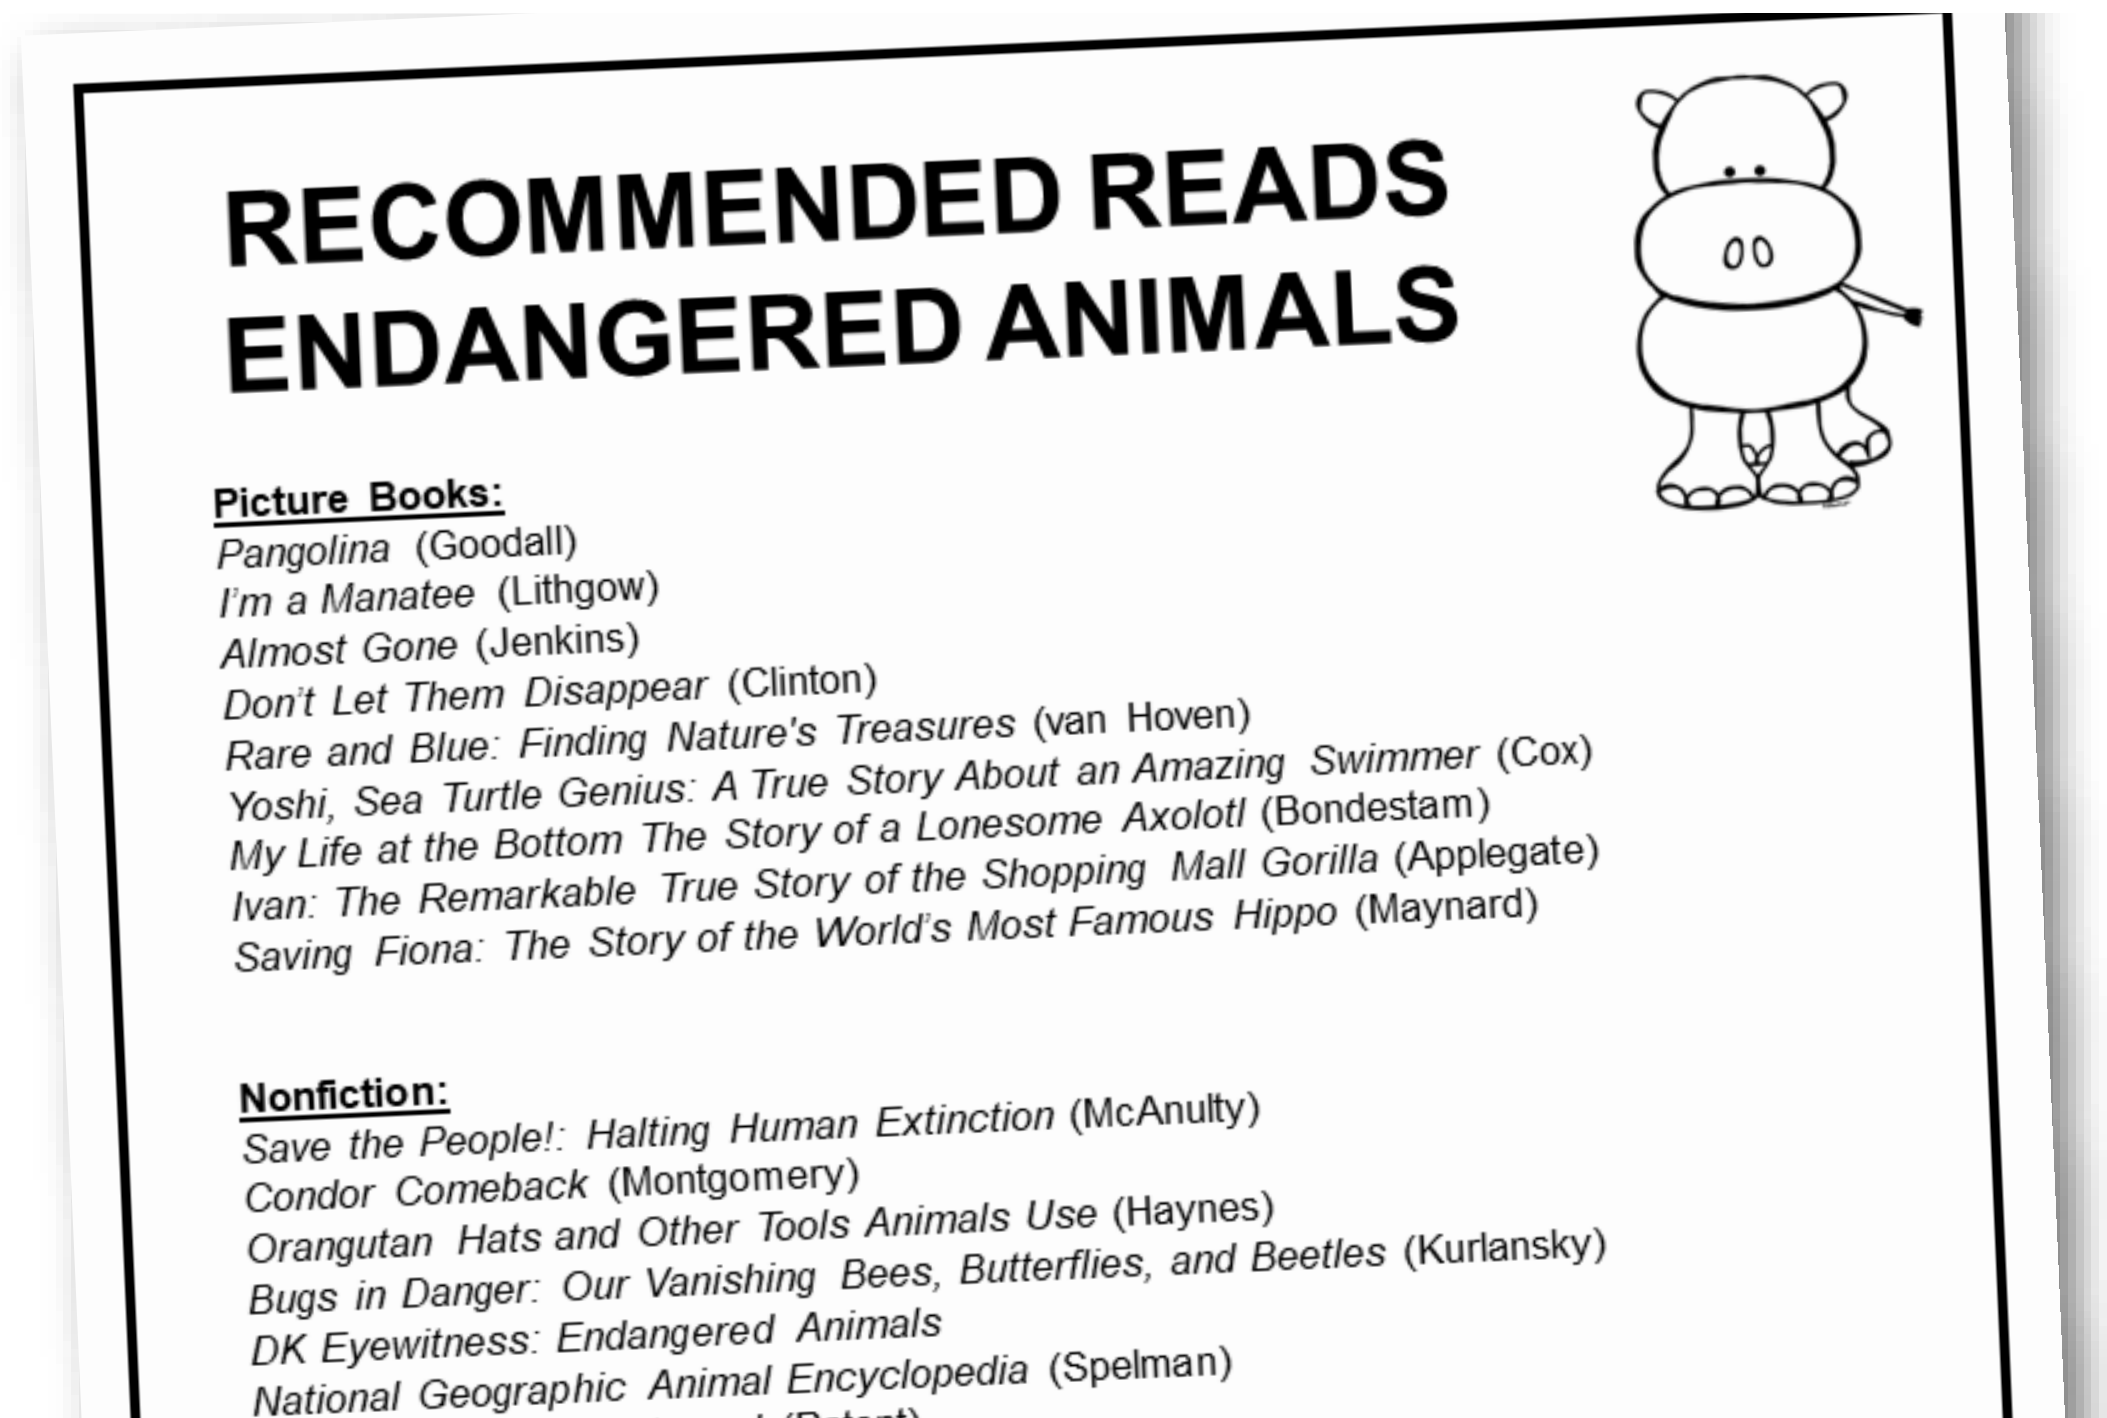 RECOMMENDED READS
ENDANGERED ANIMALS
Picture Books:
Pangolina (Goodall)
I'm a Manatee (Lithgow)
Almost Gone (Jenkins)
Don't Let Them Disappear (Clinton)
Rare and Blue: Finding Nature's Treasures (van Hoven)
Yoshi, Sea Turtle Genius: A True Story About an Amazing Swimmer (Cox)
My Life at the Bottom The Story of a Lonesome Axolotl (Bondestam)
Ivan: The Remarkable True Story of the Shopping Mall Gorilla (Applegate)
Saving Fiona: The Story of the World's Most Famous Hippo (Maynard)
Nonfiction:
Save the People!: Halting Human Extinction (McAnulty)
Condor Comeback (Montgomery)
Orangutan Hats and Other Tools Animals Use (Haynes)
Bugs in Danger: Our Vanishing Bees, Butterflies, and Beetles (Kurlansky)
DK Eyewitness: Endangered Animals
National Geographic Animal Encyclopedia (Spelman)